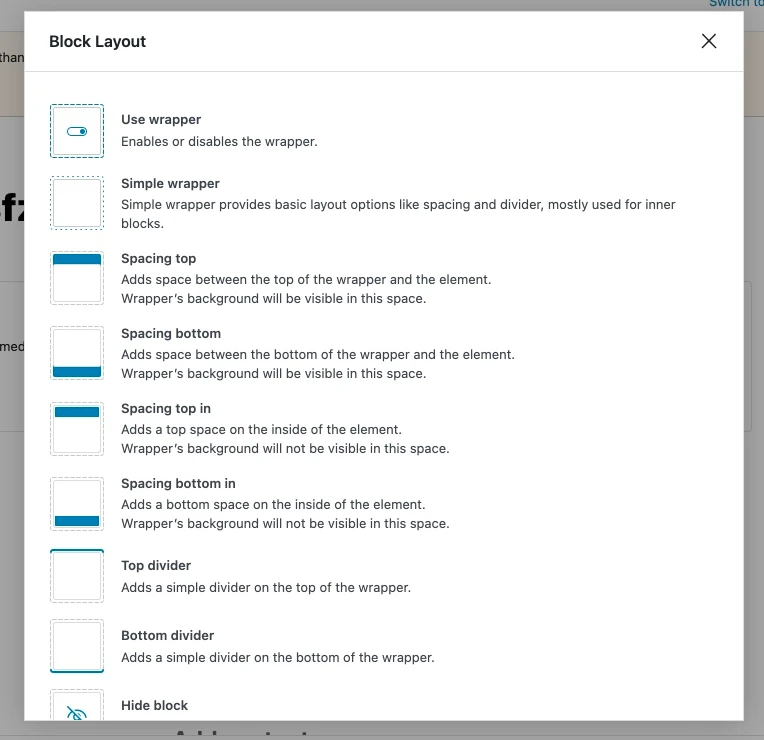 Switch to
Block Layout
than
Use wrapper
Enables or disables the wrapper.
Simple wrapper
Simple wrapper provides basic layout options like spacing and divider, mostly used for inner
blocks.
Spacing top
Adds space between the top of the wrapper and the element.
Wrapper’s background will be visible in this space.
Spacing bottom
med
Adds space between the bottom of the wrapper and the element.
Wrapper’s background will be visible in this space.
Spacing top in
Adds a top space on the inside of the element.
Wrapper’s background will not be visible in this space.
Spacing bottom in
Adds a bottom space on the inside of the element.
Wrapper’s background will not be visible in this space.
Top divider
Adds a simple divider on the top of the wrapper.
Bottom divider
Adds a simple divider on the bottom of the wrapper.
Hide block